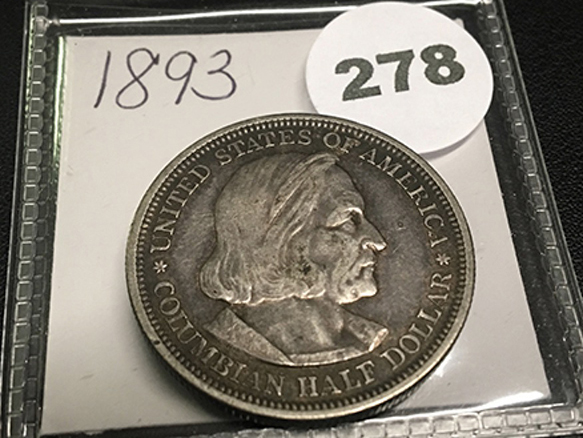 1893
278
UNITED STATES OF AMERICA
* COLUMBIAN HALF DOLLAR *